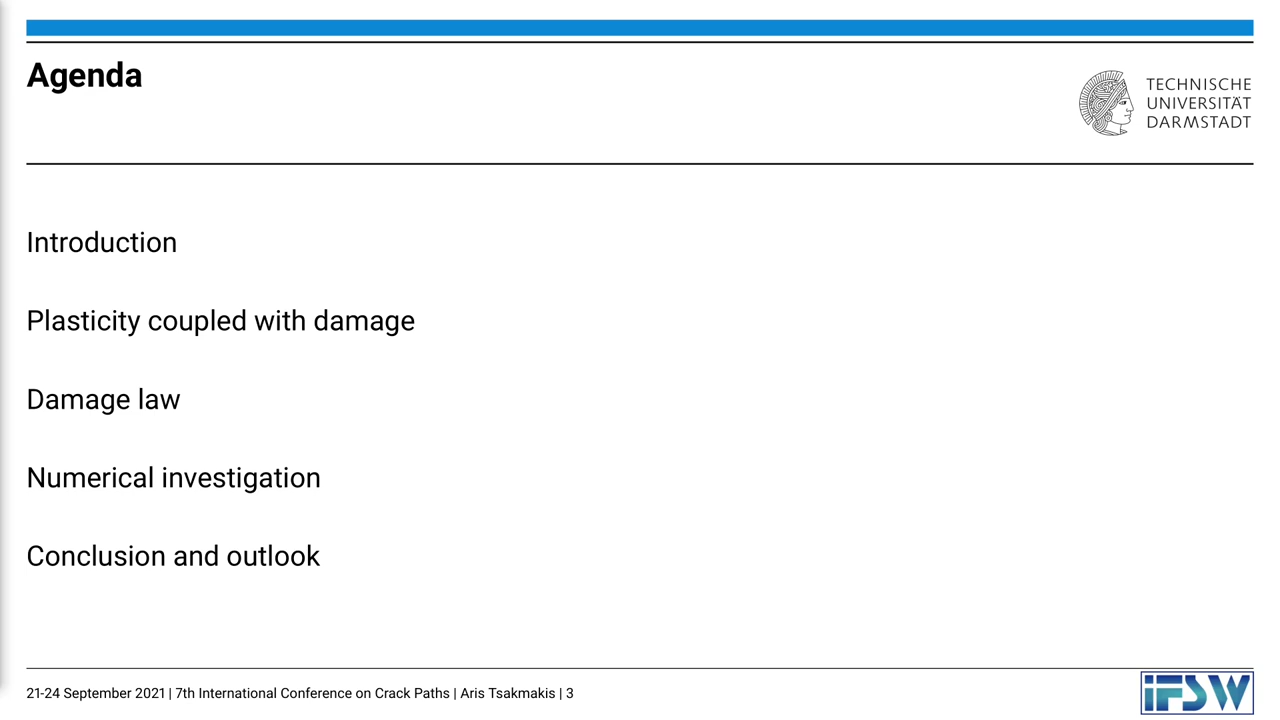 Agenda
TECHNISCHE
UNIVERSITÄT
DARMSTADT
Introduction
Plasticity coupled with damage
Damage law
Numerical investigation
Conclusion and outlook
21-24 September 2021 | 7th International Conference on Crack Paths | Aris Tsakmakis | 3
iFSW